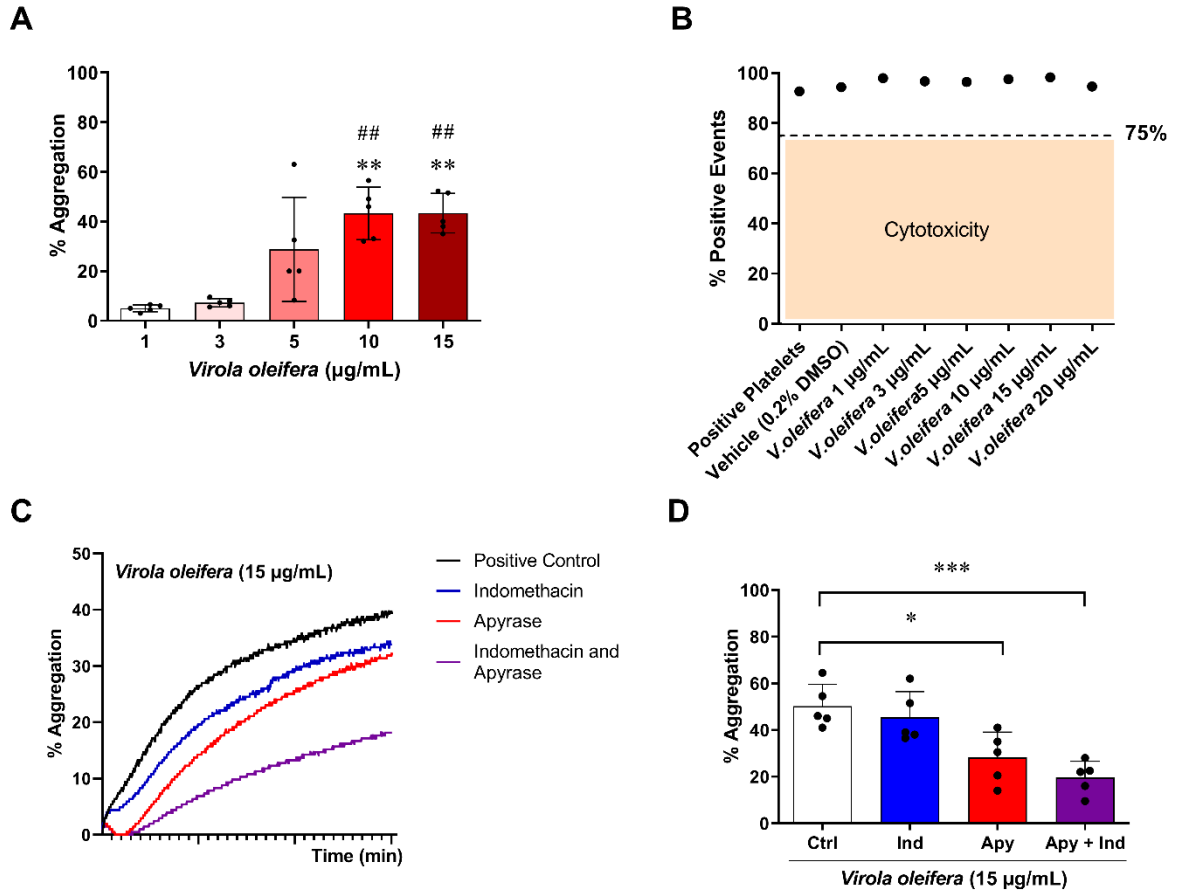 A
% Aggregation
100
80
60
40
20
0
##
**
##
**
1 3 5 10 15
Virola oleifera (µg/mL)
B
% Positive Events
100
80
60
40
20
0
75%
Cytotoxicity
Positive Platelets
Vehicle (0.2% DMSO)
V.oleifera 1 µg/mL
V.oleifera 3 µg/mL
V.oleifera5 µg/mL
V.oleifera 10 µg/mL
V.oleifera 15 µg/mL
V.oleifera 20 µg/mL
C
% Aggregation
50
40
30
20
10
0
Virola oleifera (15 µg/mL)
Time (min)
Positive Control
Indomethacin
Apyrase
Indomethacin and
Apyrase
D
% Aggregation
100
80
60
40
20
0
***
*
Ctrl Ind Apy Apy + Ind
Virola oleifera (15 µg/mL)